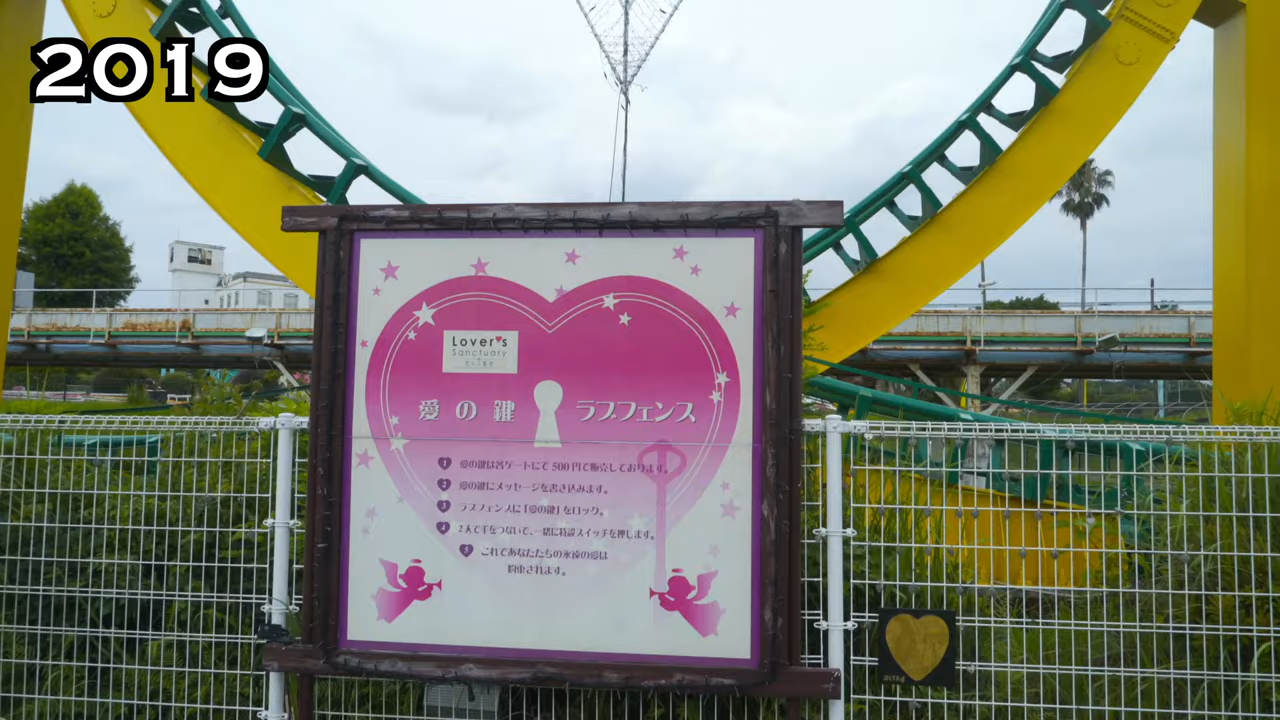 2019
Lover's
Sanctuary
愛の鍵
ラブフェンス
1 愛の鍵は各ゲートにて500円で販売しております。
2 愛の鍵にメッセージを書き込みます。
3 ラブフェンスに「愛の鍵」をロック。
4 2人で手をつないで、一緒に特設スイッチを押します。
5 これであなたたちの永遠の愛は
約束されます。